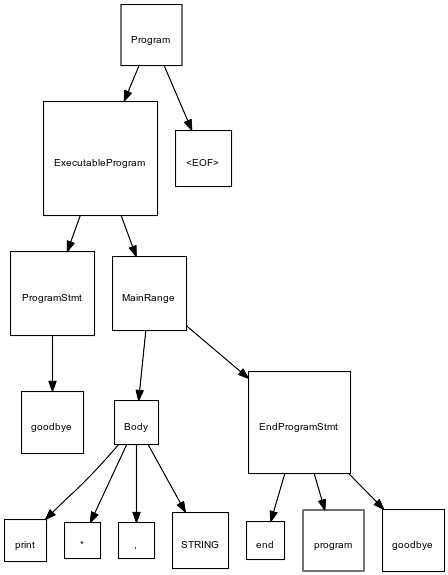 Program
ExecutableProgram
<EOF>
ProgramStmt
MainRange
goodbye
Body
EndProgramStmt
print
*
,
STRING
end
program
goodbye